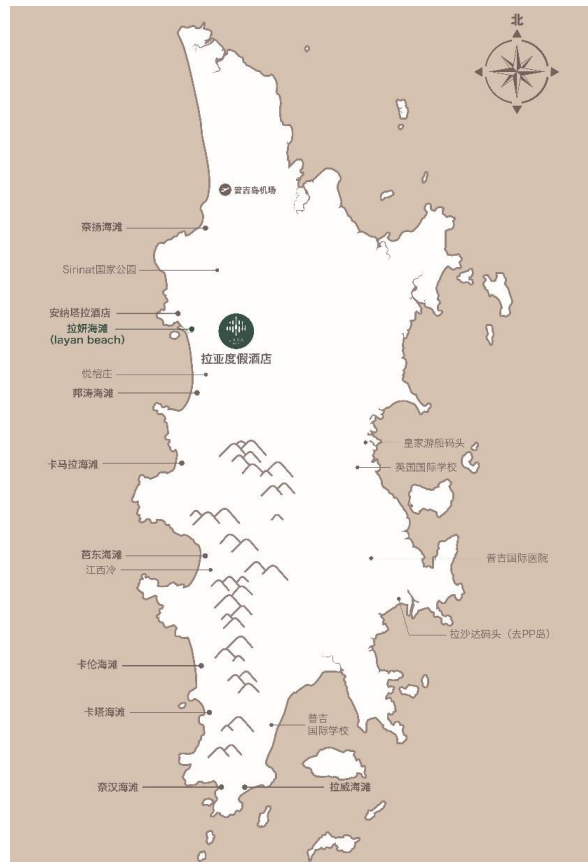 北
普吉岛机场
奈扬海滩
Sirinat国家公园
安纳塔拉酒店
拉妍海滩
(layan beach)
拉亚度假酒店
悦榕庄
邦涛海滩
皇家游船码头
卡马拉海滩
英国国际学校
芭东海滩
江西冷
普吉国际医院
拉沙达码头（去PP岛）
卡伦海滩
卡塔海滩
普吉
国际学校
奈汉海滩
拉威海滩